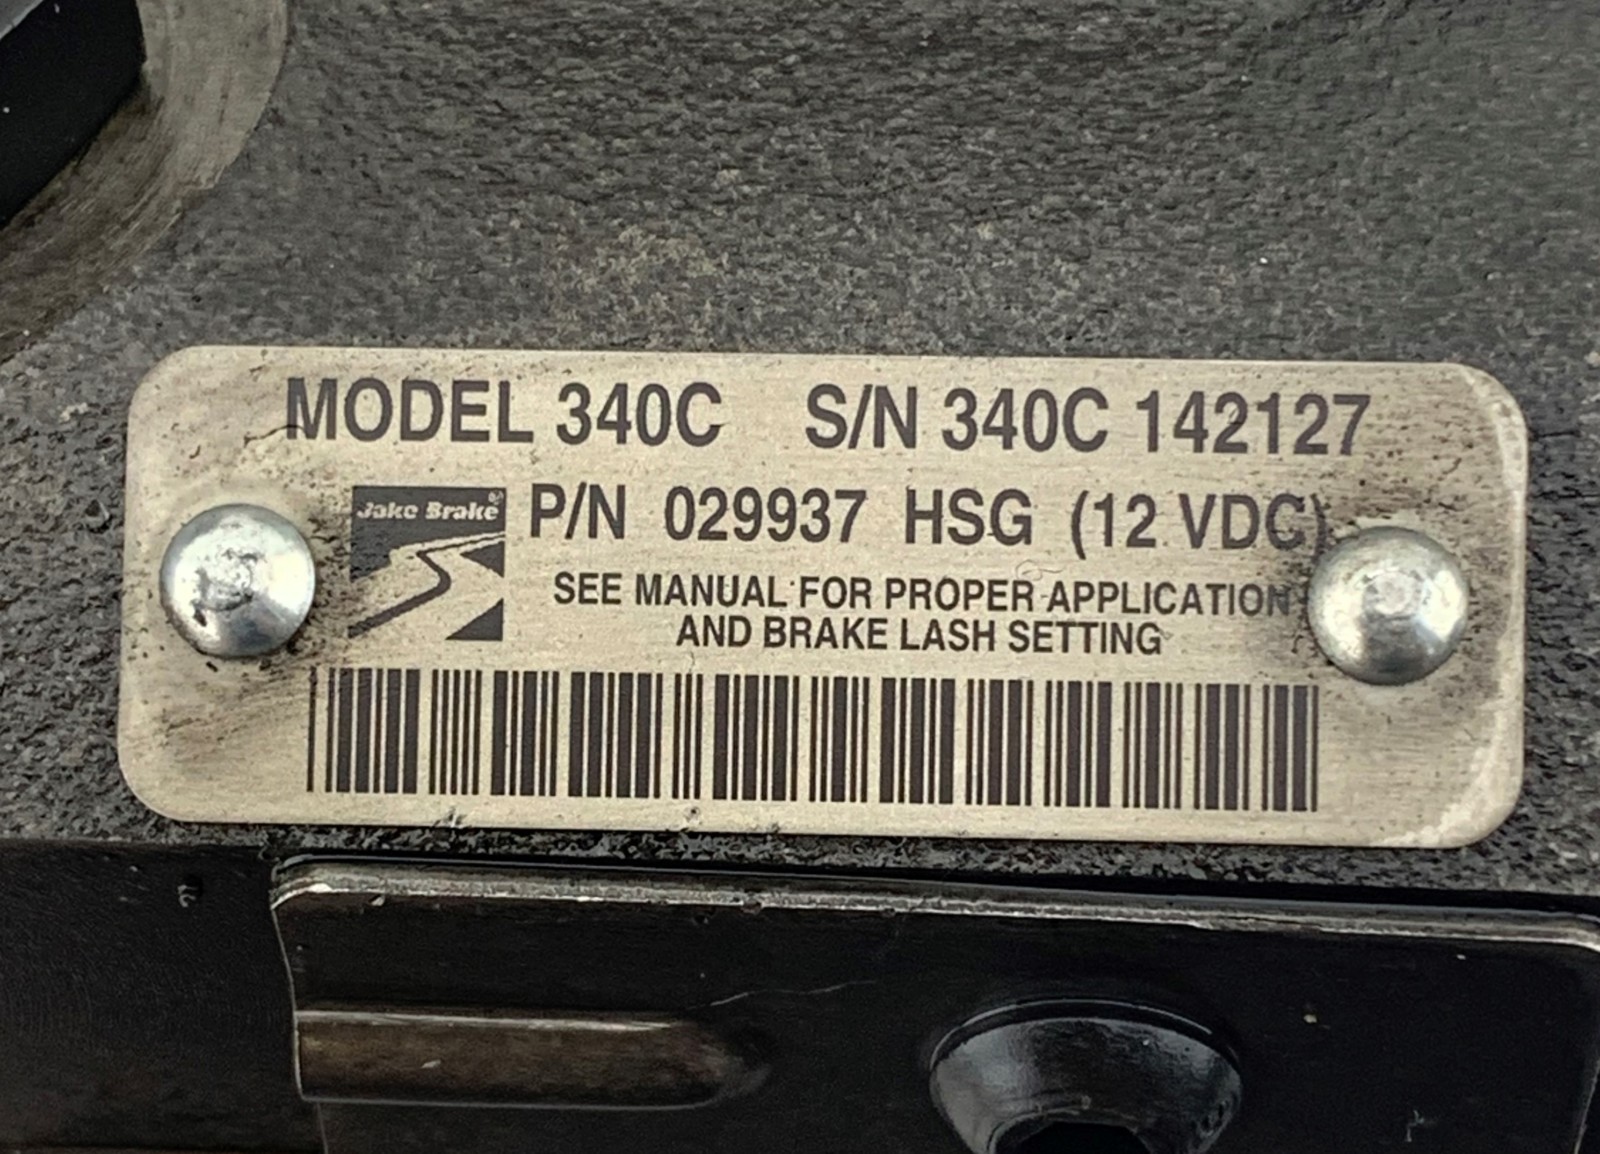 MODEL 340C S/N 340C 142127
Jake Brake®
P/N 029937 HSG (12 VDC)
SEE MANUAL FOR PROPER APPLICATION
AND BRAKE LASH SETTING